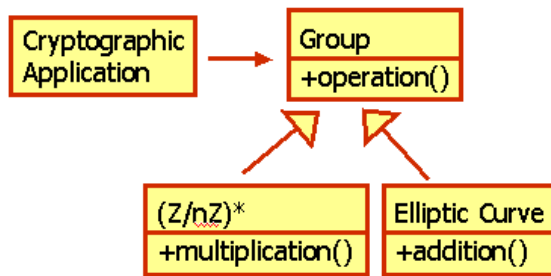 Cryptographic
Application
Group
+operation()
(Z/nZ)*
+multiplication()
Elliptic Curve
+addition()